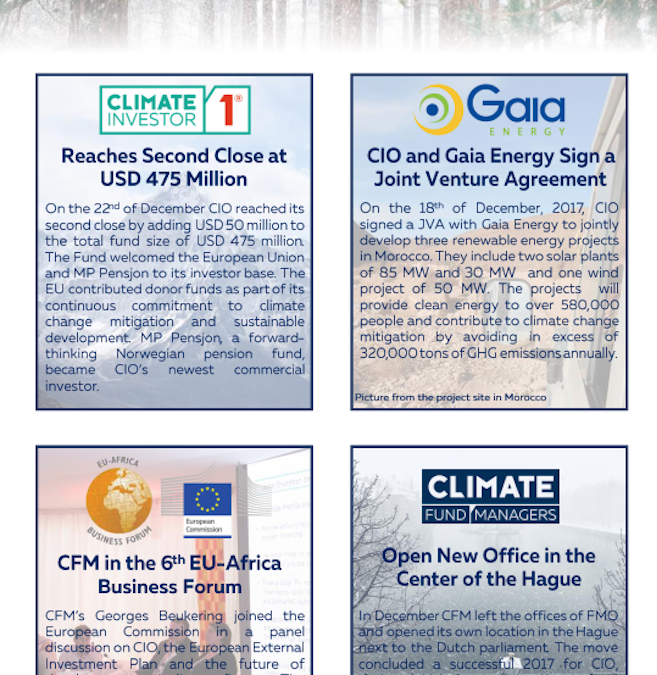 CLIMATE
INVESTOR 1®
Reaches Second Close at
USD 475 Million
On the 22nd of December CIO reached its
second close by adding USD 50 million to
the total fund size of USD 475 million.
The Fund welcomed the European Union
and MP Pensjon to its investor base. The
EU contributed donor funds as part of its
continuous commitment to climate
change mitigation and sustainable
development. MP Pensjon, a forward-
thinking Norwegian pension fund,
became CIO's newest commercial
investor.
Gaia
ENERGY
CIO and Gaia Energy Sign a
Joint Venture Agreement
On the 18th of December, 2017, CIO
signed a JVA with Gaia Energy to jointly
develop three renewable energy projects
in Morocco. They include two solar plants
of 85 MW and 30 MW and one wind
project of 50 MW. The projects will
provide clean energy to over 580,000
people and contribute to climate change
mitigation by avoiding in excess of
320,000 tons of GHG emissions annually.
Picture from the project site in Morocco
EU-AFRICA
BUSINESS FORUM
European
Commission
CFM in the 6th EU-Africa
Business Forum
CFM's Georges Beukering joined the
European Commission in a panel
discussion on CIO, the European External
Investment Plan and the future of
CLIMATE
FUND MANAGERS
Open New Office in the
Center of the Hague
In December CFM left the offices of FMO
and opened its own location in the Hague
next to the Dutch parliament. The move
concluded a successful 2017 for CIO,